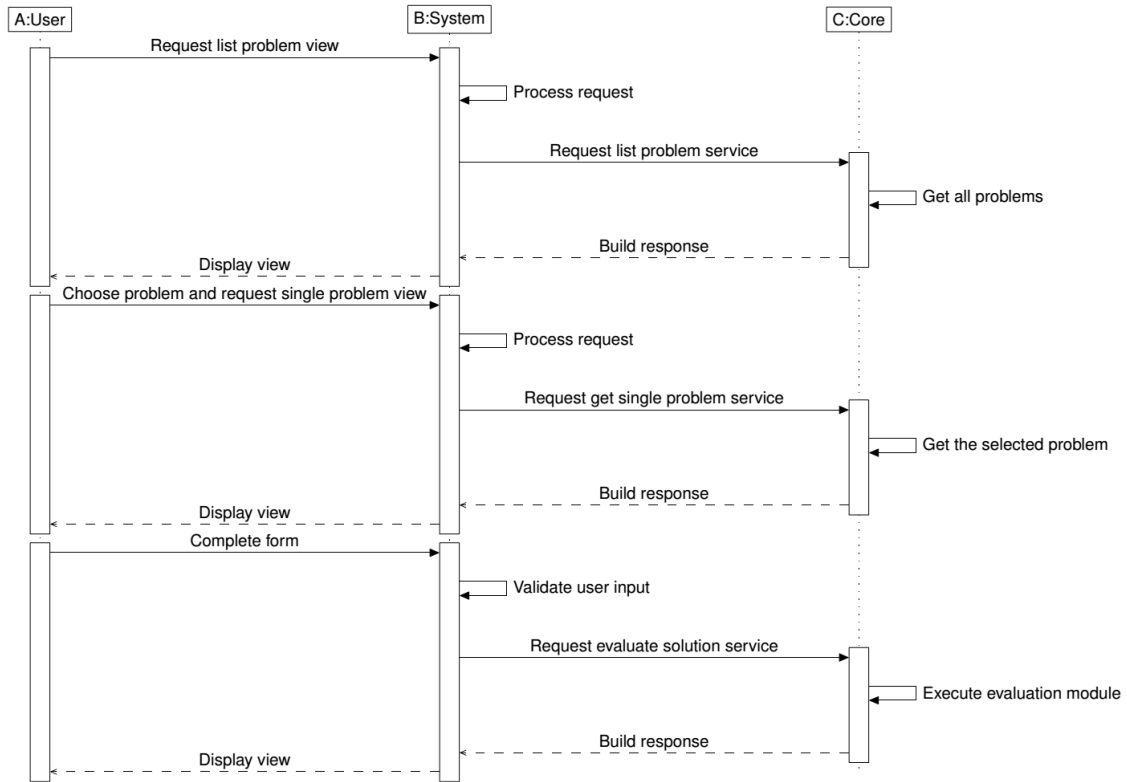 A:User
B:System
C:Core
Request list problem view
Process request
Request list problem service
Get all problems
Build response
Display view
Choose problem and request single problem view
Process request
Request get single problem service
Get the selected problem
Build response
Display view
Complete form
Validate user input
Request evaluate solution service
Execute evaluation module
Build response
Display view